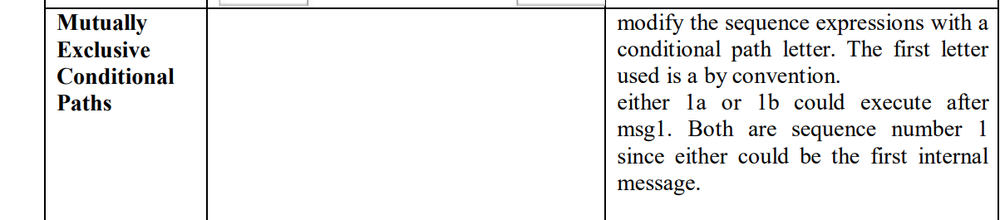 Mutually
Exclusive
Conditional
Paths
modify the sequence expressions with a
conditional path letter. The first letter
used is a by convention.
either 1a or 1b could execute after
msg1. Both are sequence number 1
since either could be the first internal
message.